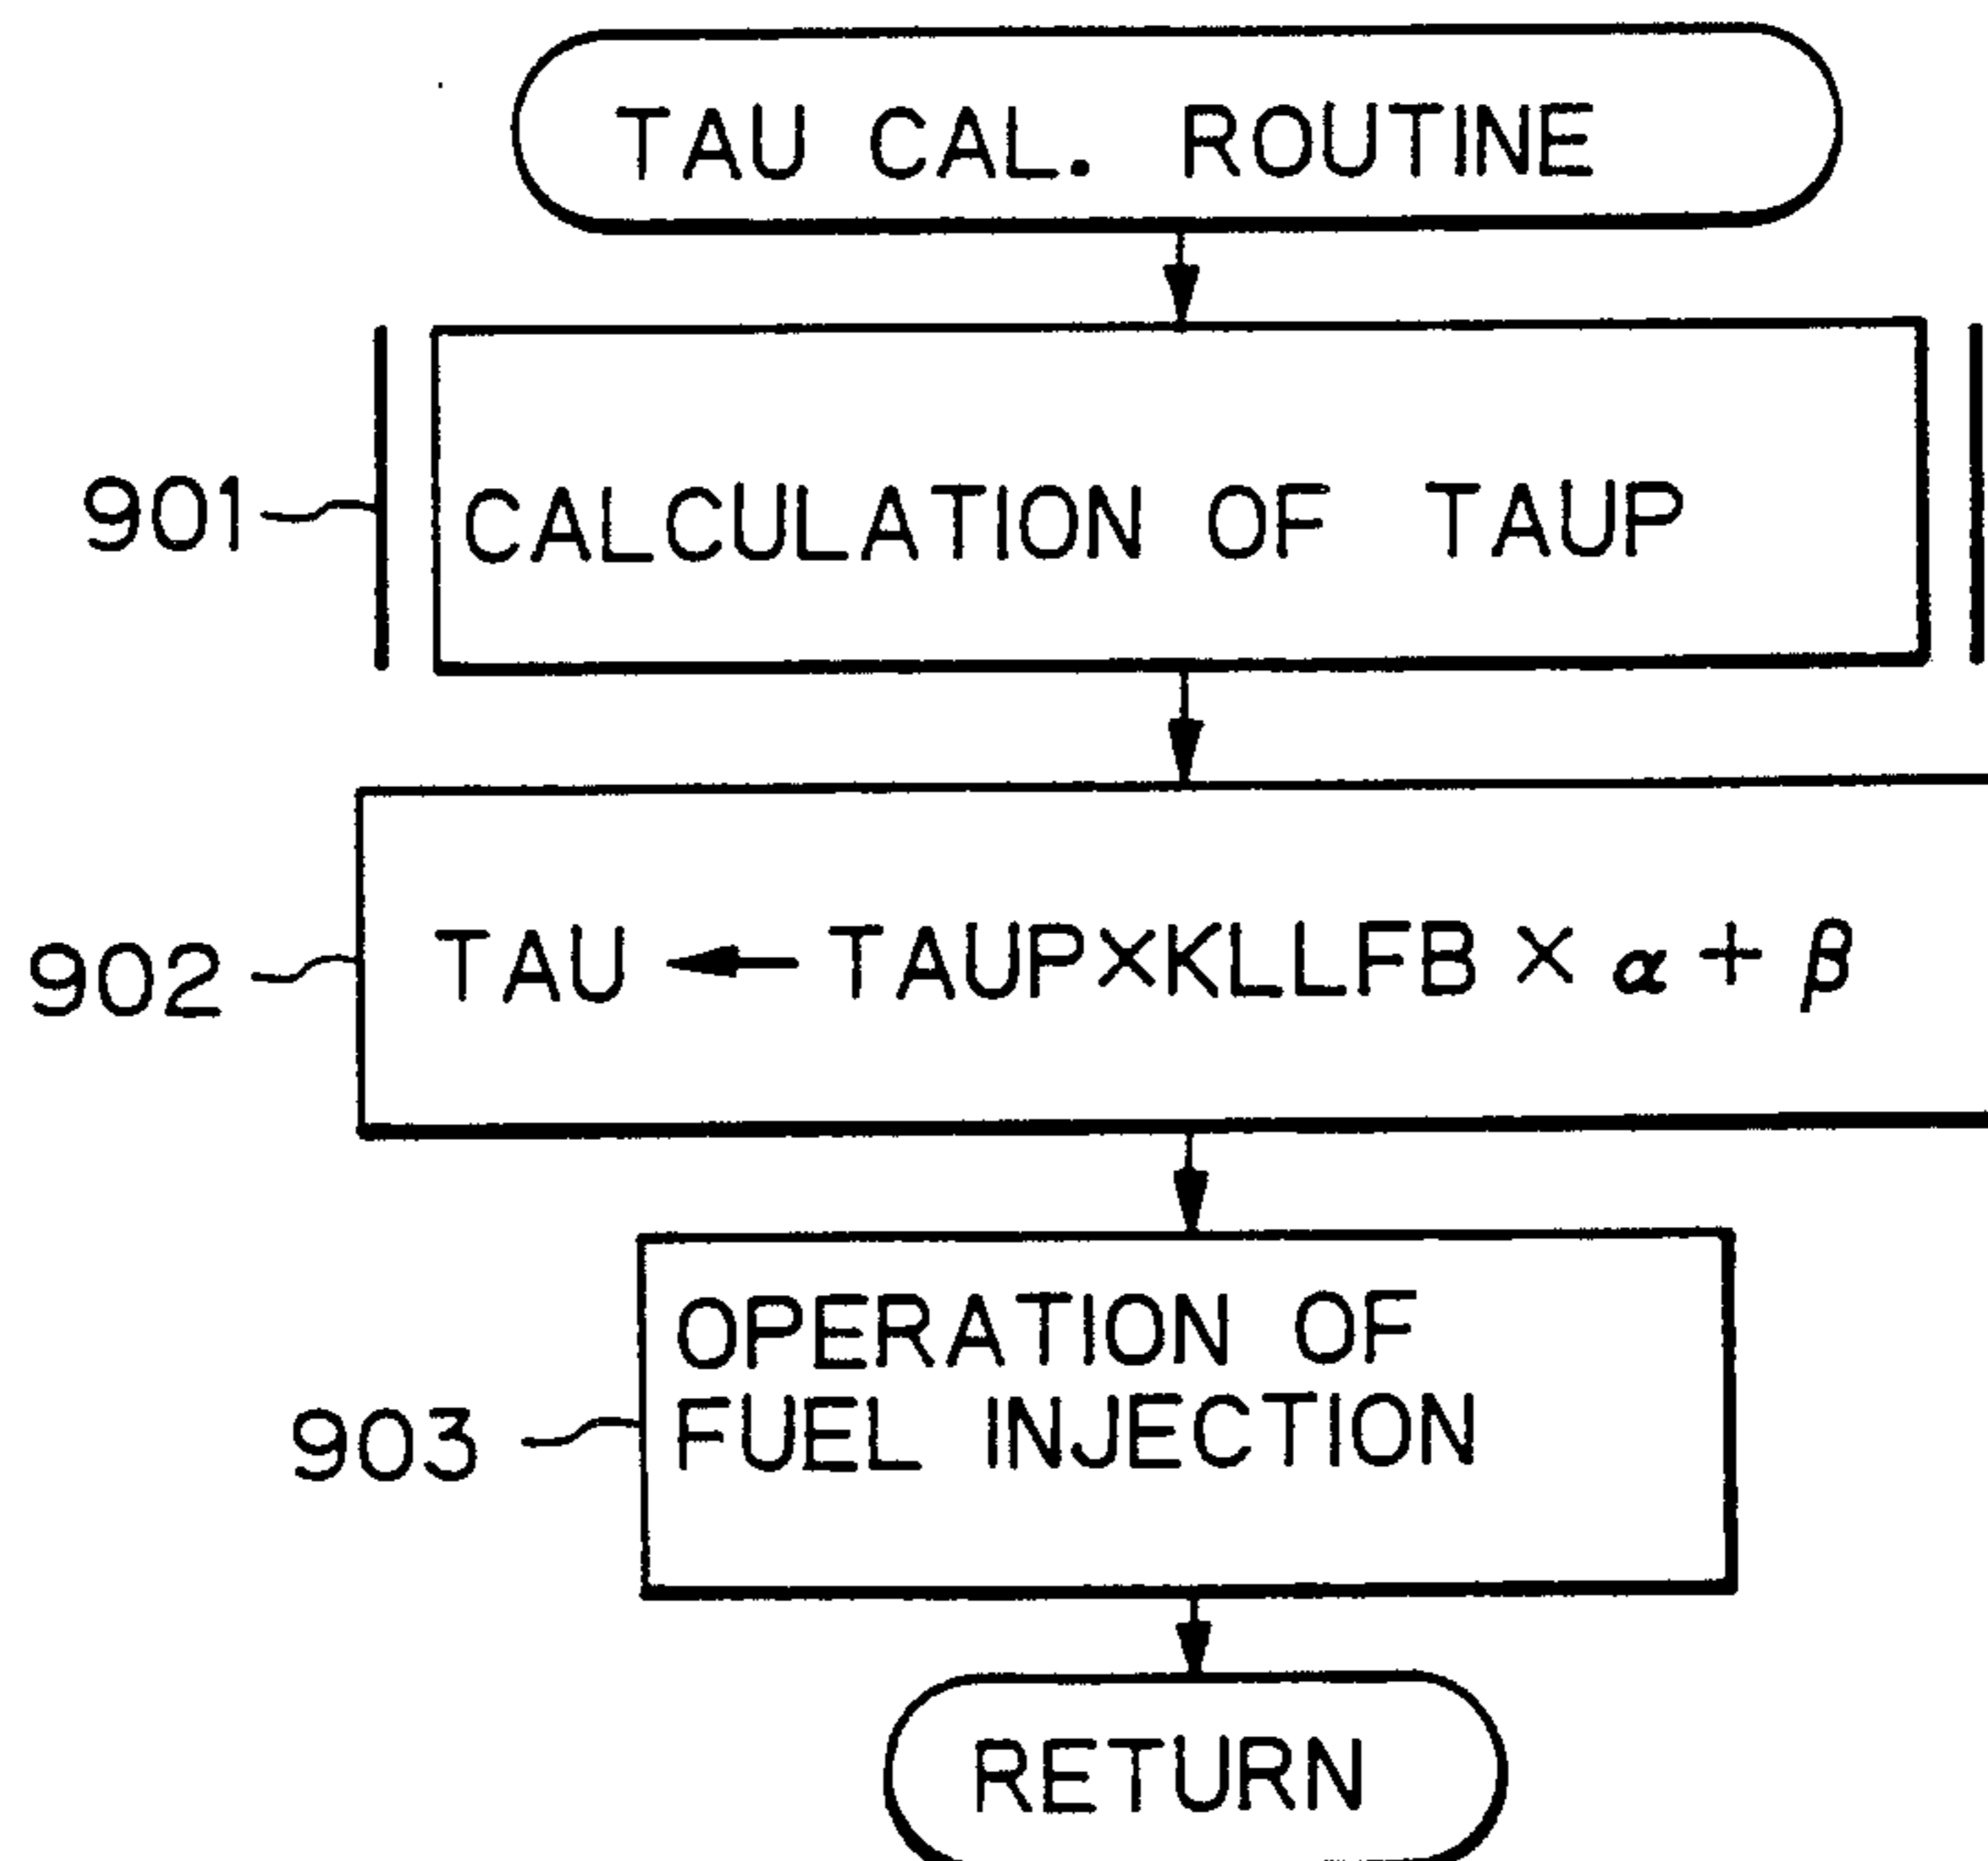 TAU CAL. ROUTINE
901
CALCULATION OF TAUP
902
TAU ← TAUP×KLLFB × α + β
OPERATION OF
903
FUEL INJECTION
RETURN